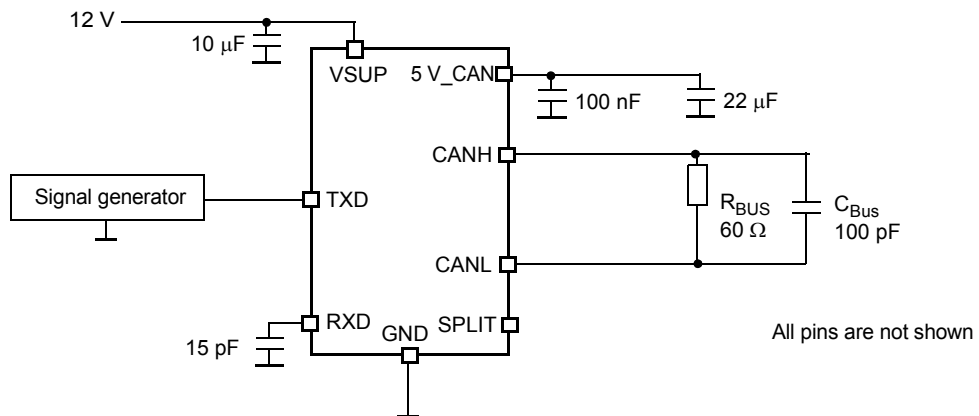 12 V
10 μF
VSUP
5 V_CAN
100 nF
22 μF
CANH
Signal generator
TXD
R_BUS
60 Ω
C_Bus
100 pF
CANL
RXD
GND
SPLIT
15 pF
All pins are not shown